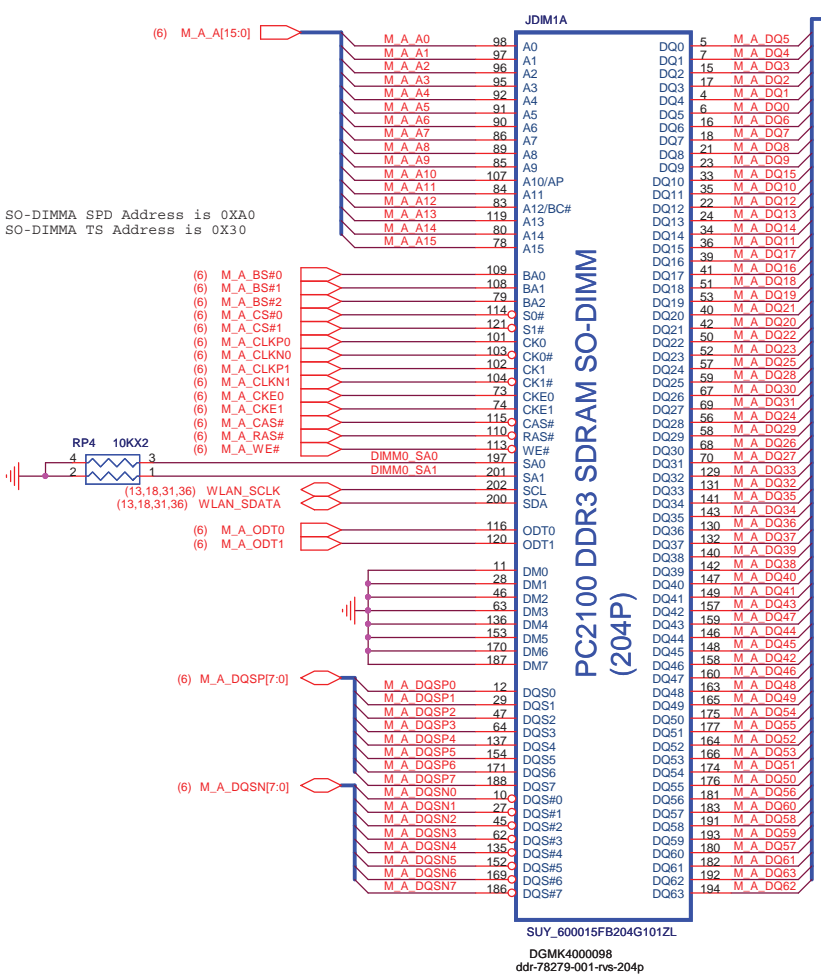 JDIM1A
(6) M_A_A[15:0]
M_A_A0 98 A0
M_A_A1 97 A1
M_A_A2 96 A2
M_A_A3 95 A3
M_A_A4 92 A4
M_A_A5 91 A5
M_A_A6 90 A6
M_A_A7 86 A7
M_A_A8 89 A8
M_A_A9 85 A9
M_A_A10 107 A10/AP
M_A_A11 84 A11
M_A_A12 83 A12/BC#
M_A_A13 119 A13
M_A_A14 80 A14
M_A_A15 78 A15
SO-DIMMA SPD Address is 0XA0
SO-DIMMA TS Address is 0X30
(6) M_A_BS#0 109 BA0
(6) M_A_BS#1 108 BA1
(6) M_A_BS#2 79 BA2
(6) M_A_CS#0 114 S0#
(6) M_A_CS#1 121 S1#
(6) M_A_CLKP0 101 CK0
(6) M_A_CLKN0 103 CK0#
(6) M_A_CLKP1 102 CK1
(6) M_A_CLKN1 104 CK1#
(6) M_A_CKE0 73 CKE0
(6) M_A_CKE1 74 CKE1
(6) M_A_CAS# 115 CAS#
(6) M_A_RAS# 110 RAS#
(6) M_A_WE# 113 WE#
RP4 10KX2
4 3 DIMM0_SA0 197 SA0
2 1 DIMM0_SA1 201 SA1
(13,18,31,36) WLAN_SCLK 202 SCL
(13,18,31,36) WLAN_SDATA 200 SDA
(6) M_A_ODT0 116 ODT0
(6) M_A_ODT1 120 ODT1
11 DM0
28 DM1
46 DM2
63 DM3
136 DM4
153 DM5
170 DM6
187 DM7
(6) M_A_DQSP[7:0]
M_A_DQSP0 12 DQS0
M_A_DQSP1 29 DQS1
M_A_DQSP2 47 DQS2
M_A_DQSP3 64 DQS3
M_A_DQSP4 137 DQS4
M_A_DQSP5 154 DQS5
M_A_DQSP6 171 DQS6
M_A_DQSP7 188 DQS7
(6) M_A_DQSN[7:0]
M_A_DQSN0 10 DQS#0
M_A_DQSN1 27 DQS#1
M_A_DQSN2 45 DQS#2
M_A_DQSN3 62 DQS#3
M_A_DQSN4 135 DQS#4
M_A_DQSN5 152 DQS#5
M_A_DQSN6 169 DQS#6
M_A_DQSN7 186 DQS#7
PC2100 DDR3 SDRAM SO-DIMM
(204P)
DQ0 5 M_A_DQ5
DQ1 7 M_A_DQ4
DQ2 15 M_A_DQ3
DQ3 17 M_A_DQ2
DQ4 4 M_A_DQ1
DQ5 6 M_A_DQ0
DQ6 16 M_A_DQ6
DQ7 18 M_A_DQ7
DQ8 21 M_A_DQ8
DQ9 23 M_A_DQ9
DQ10 33 M_A_DQ15
DQ11 35 M_A_DQ10
DQ12 22 M_A_DQ12
DQ13 24 M_A_DQ13
DQ14 34 M_A_DQ14
DQ15 36 M_A_DQ11
DQ16 39 M_A_DQ17
DQ17 41 M_A_DQ16
DQ18 51 M_A_DQ18
DQ19 53 M_A_DQ19
DQ20 40 M_A_DQ21
DQ21 42 M_A_DQ20
DQ22 50 M_A_DQ22
DQ23 52 M_A_DQ23
DQ24 57 M_A_DQ25
DQ25 59 M_A_DQ28
DQ26 67 M_A_DQ30
DQ27 69 M_A_DQ31
DQ28 56 M_A_DQ24
DQ29 58 M_A_DQ29
DQ30 68 M_A_DQ26
DQ31 70 M_A_DQ27
DQ32 129 M_A_DQ33
DQ33 131 M_A_DQ32
DQ34 141 M_A_DQ35
DQ35 143 M_A_DQ34
DQ36 130 M_A_DQ36
DQ37 132 M_A_DQ37
DQ38 140 M_A_DQ39
DQ39 142 M_A_DQ38
DQ40 147 M_A_DQ40
DQ41 149 M_A_DQ41
DQ42 157 M_A_DQ43
DQ43 159 M_A_DQ47
DQ44 146 M_A_DQ44
DQ45 148 M_A_DQ45
DQ46 158 M_A_DQ42
DQ47 160 M_A_DQ46
DQ48 163 M_A_DQ48
DQ49 165 M_A_DQ49
DQ50 175 M_A_DQ54
DQ51 177 M_A_DQ55
DQ52 164 M_A_DQ52
DQ53 166 M_A_DQ53
DQ54 174 M_A_DQ51
DQ55 176 M_A_DQ50
DQ56 181 M_A_DQ56
DQ57 183 M_A_DQ60
DQ58 191 M_A_DQ58
DQ59 193 M_A_DQ59
DQ60 180 M_A_DQ57
DQ61 182 M_A_DQ61
DQ62 192 M_A_DQ63
DQ63 194 M_A_DQ62
SUY_600015FB204G101ZL
DGMK4000098
ddr-78279-001-rvs-204p